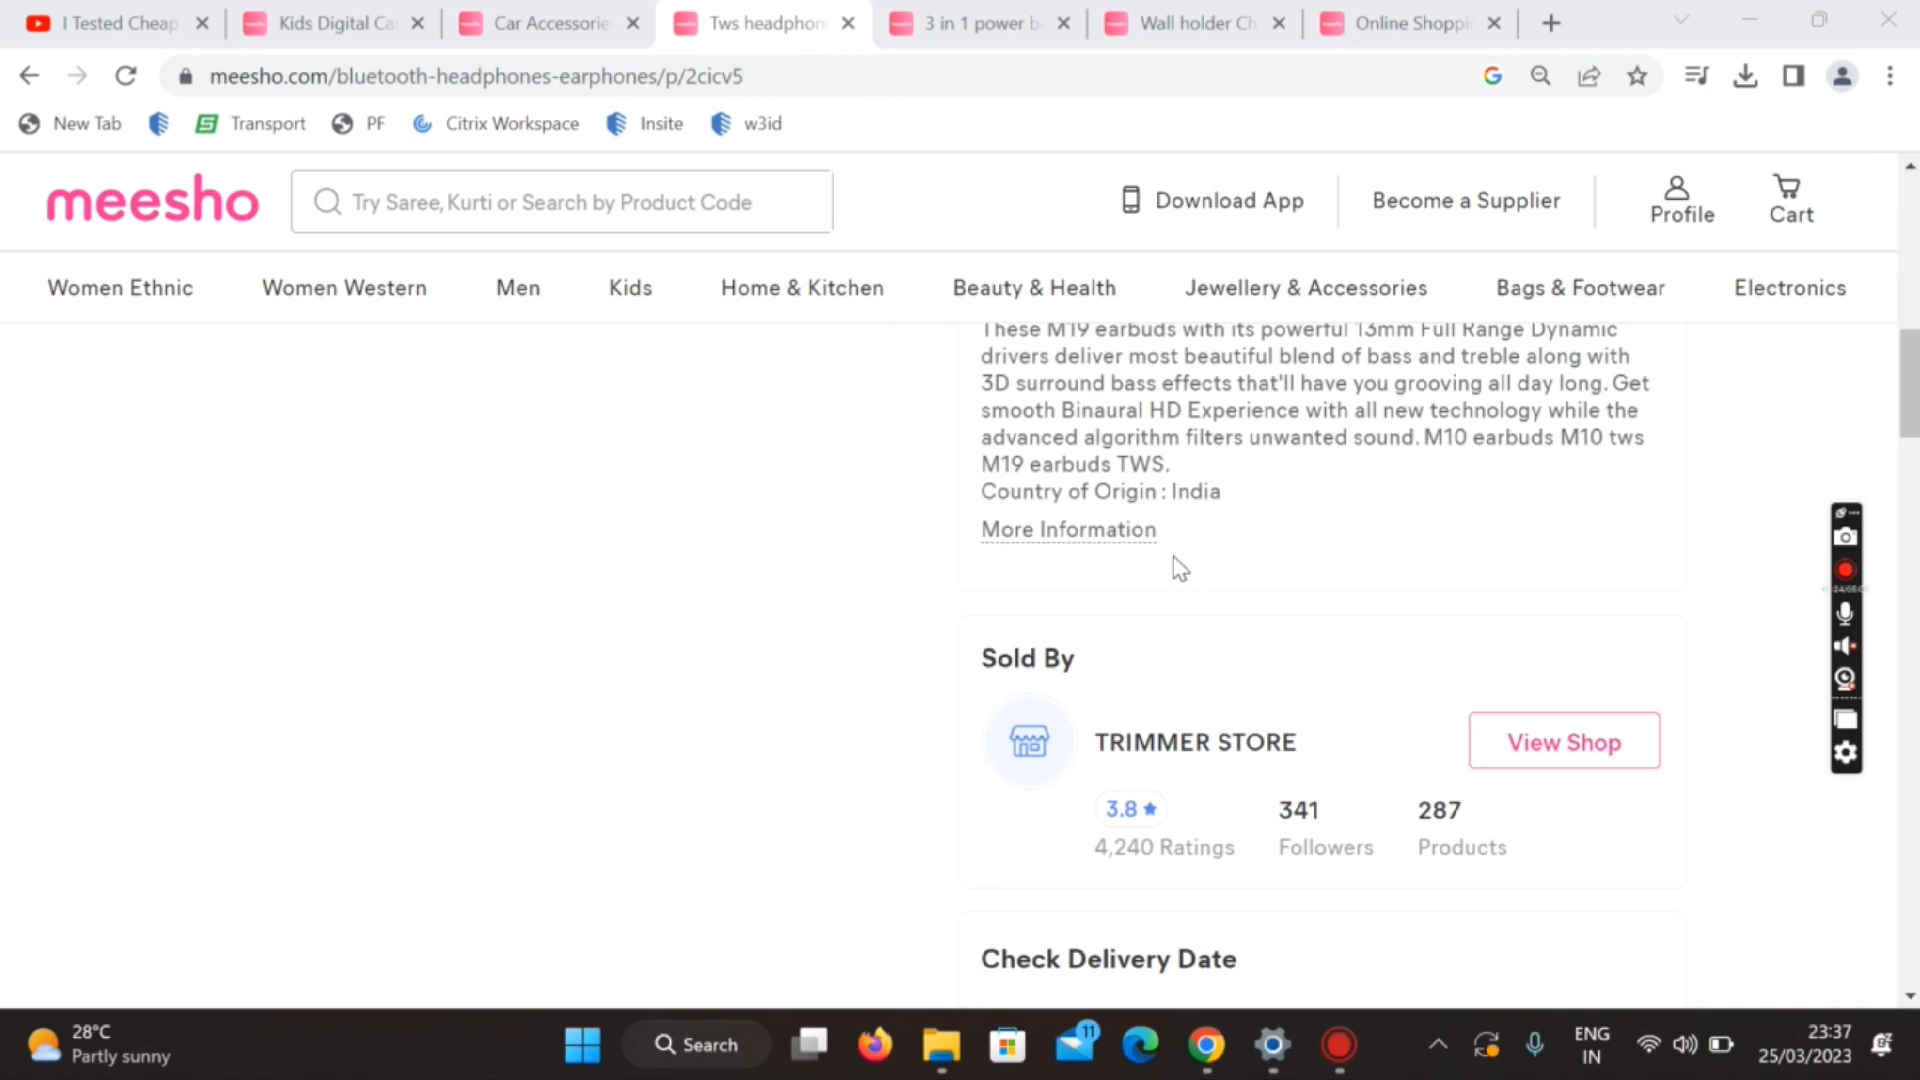 I Tested Cheap
Kids Digital Ca
Car Accessorie
Tws headphon
3 in 1 power b
Wall holder Ch
Online Shoppin
meesho.com/bluetooth-headphones-earphones/p/2cicv5
New Tab
Transport
PF
Citrix Workspace
Insite
w3id
meesho
Try Saree, Kurti or Search by Product Code
Download App
Become a Supplier
Profile
Cart
Women Ethnic
Women Western
Men
Kids
Home & Kitchen
Beauty & Health
Jewellery & Accessories
Bags & Footwear
Electronics
These M19 earbuds with its powerful 13mm Full Range Dynamic
drivers deliver most beautiful blend of bass and treble along with
3D surround bass effects that'll have you grooving all day long. Get
smooth Binaural HD Experience with all new technology while the
advanced algorithm filters unwanted sound. M10 earbuds M10 tws
M19 earbuds TWS.
Country of Origin : India
More Information
Sold By
TRIMMER STORE
View Shop
3.8 ★
341
287
4,240 Ratings
Followers
Products
Check Delivery Date
28°C
Partly sunny
Search
11
ENG
IN
23:37
25/03/2023